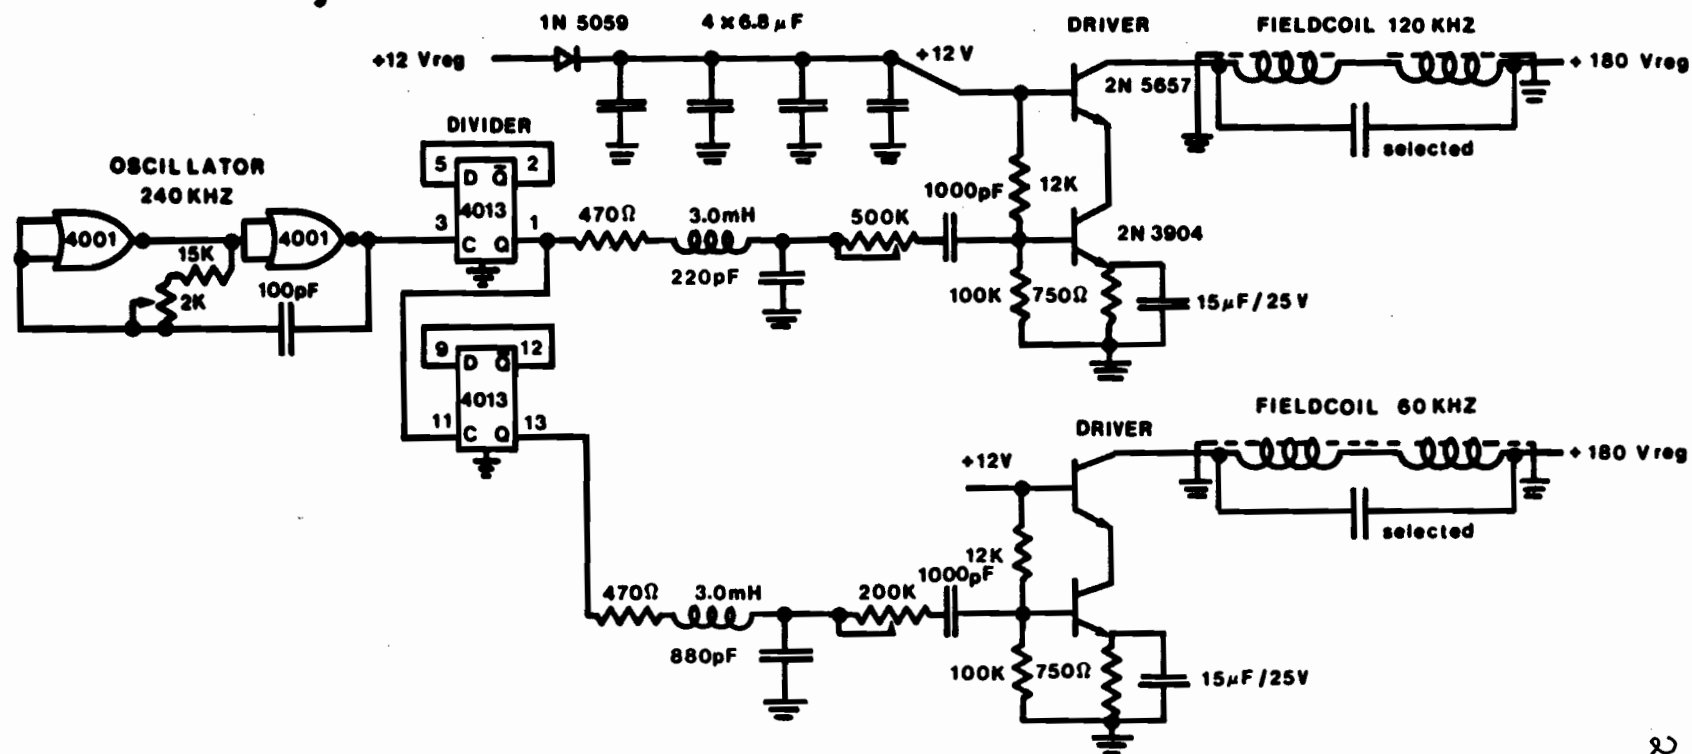 1N 5059
4 x 6.8 µF
DRIVER
FIELDCOIL 120 KHZ
+12 Vreg
+12 V
2N 5657
+ 180 Vreg
selected
DIVIDER
OSCILLATOR
240 KHZ
5 D Q̅ 2
4013
3 C Q 1
4001
4001
15K
2K
100pF
470Ω
3.0mH
220pF
500K
1000pF
12K
2N 3904
100K
750Ω
15µF/25V
9 D Q̅ 12
4013
11 C Q 13
DRIVER
FIELDCOIL 60 KHZ
+12V
+ 180 Vreg
selected
12K
1000pF
470Ω
3.0mH
200K
880pF
100K
750Ω
15µF/25V